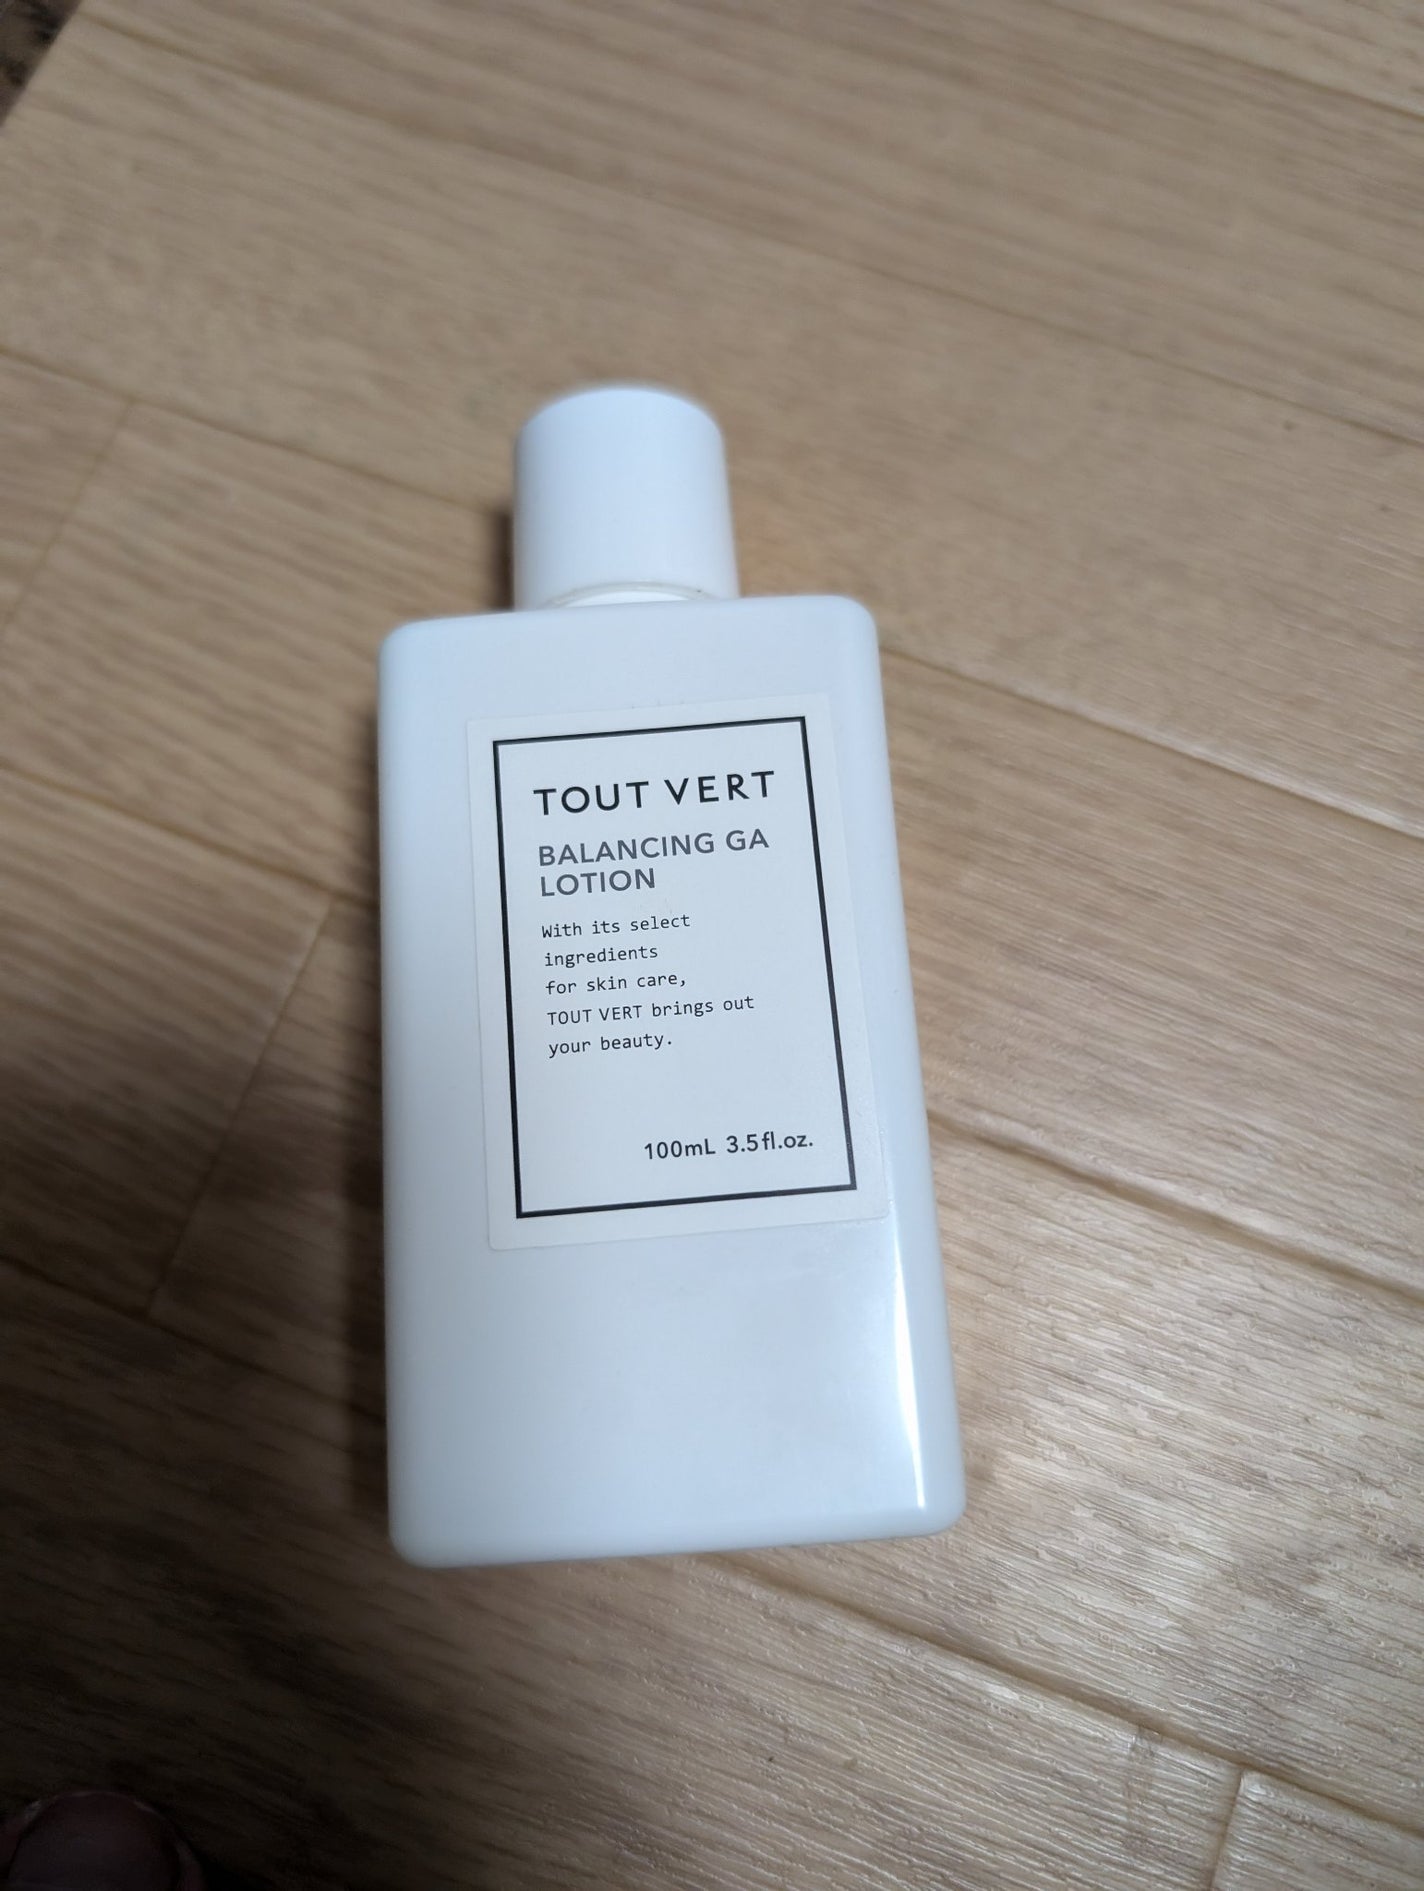 TOUT VERT
BALANCING GA
LOTION
With its select
ingredients
for skin care,
TOUT VERT brings out
your beauty.
100mL 3.5fl.oz.